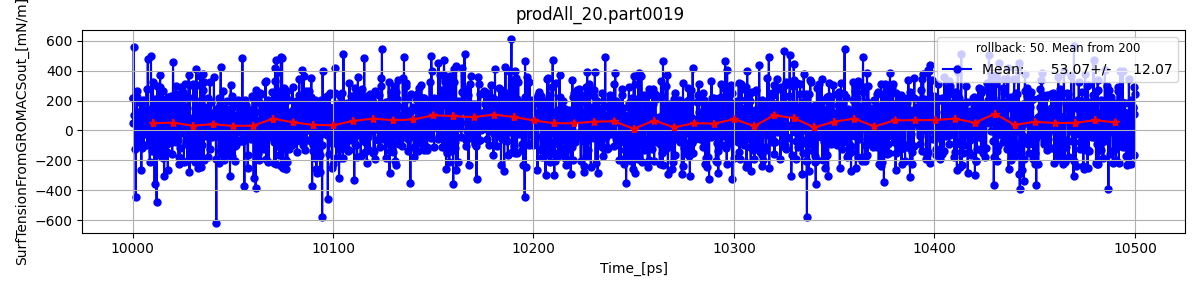 prodAll_20.part0019
SurfTensionFromGROMACSout_[mN/m]
600
400
200
0
−200
−400
−600
rollback: 50. Mean from 200
Mean: 53.07+/- 12.07
10000 10100 10200 10300 10400 10500
Time_[ps]